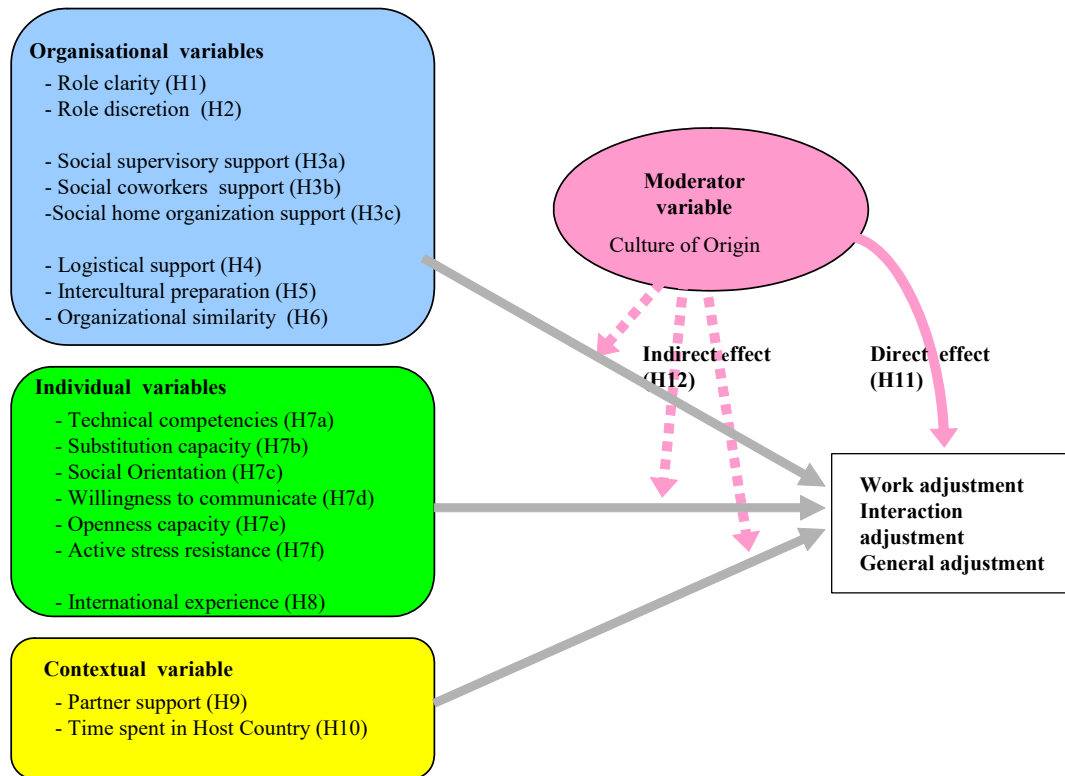 Organisational variables
- Role clarity (H1)
- Role discretion (H2)
- Social supervisory support (H3a)
- Social coworkers support (H3b)
-Social home organization support (H3c)
- Logistical support (H4)
- Intercultural preparation (H5)
- Organizational similarity (H6)
Individual variables
- Technical competencies (H7a)
- Substitution capacity (H7b)
- Social Orientation (H7c)
- Willingness to communicate (H7d)
- Openness capacity (H7e)
- Active stress resistance (H7f)
- International experience (H8)
Contextual variable
- Partner support (H9)
- Time spent in Host Country (H10)
Moderator
variable
Culture of Origin
Indirect effect
(H12)
Direct effect
(H11)
Work adjustment
Interaction
adjustment
General adjustment